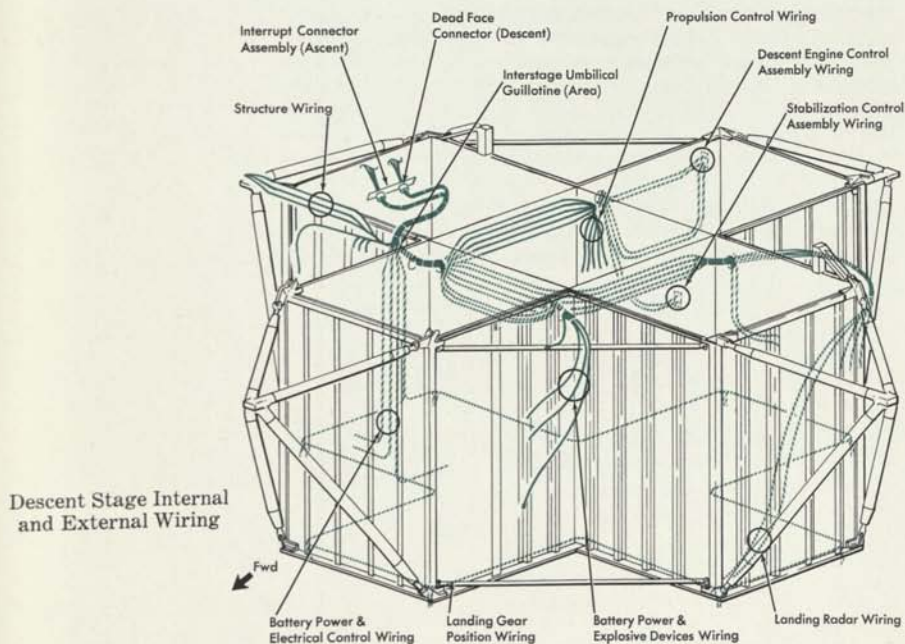 Dead Face
Connector (Descent)
Propulsion Control Wiring
Interrupt Connector
Assembly (Ascent)
Descent Engine Control
Assembly Wiring
Interstage Umbilical
Guillotine (Area)
Structure Wiring
Stabilization Control
Assembly Wiring
Descent Stage Internal
and External Wiring
Fwd
Battery Power &
Electrical Control Wiring
Landing Gear
Position Wiring
Battery Power &
Explosive Devices Wiring
Landing Radar Wiring